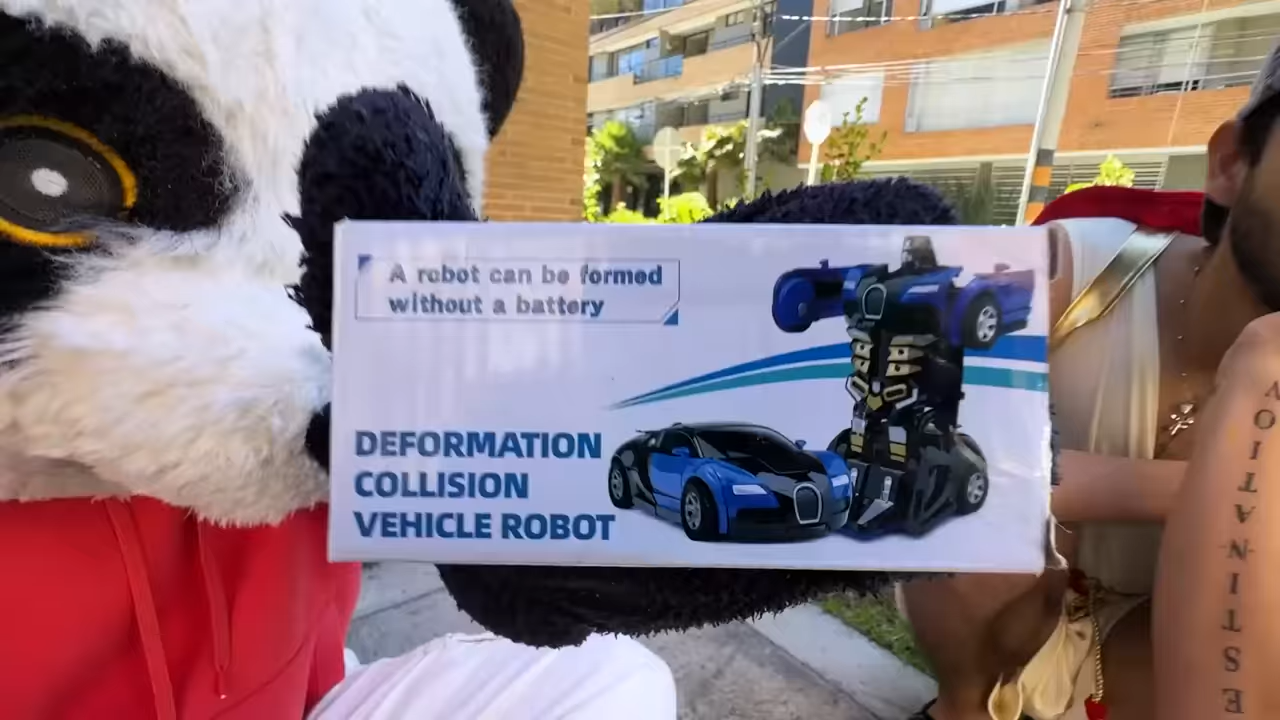 A robot can be formed
without a battery
DEFORMATION
COLLISION
VEHICLE ROBOT